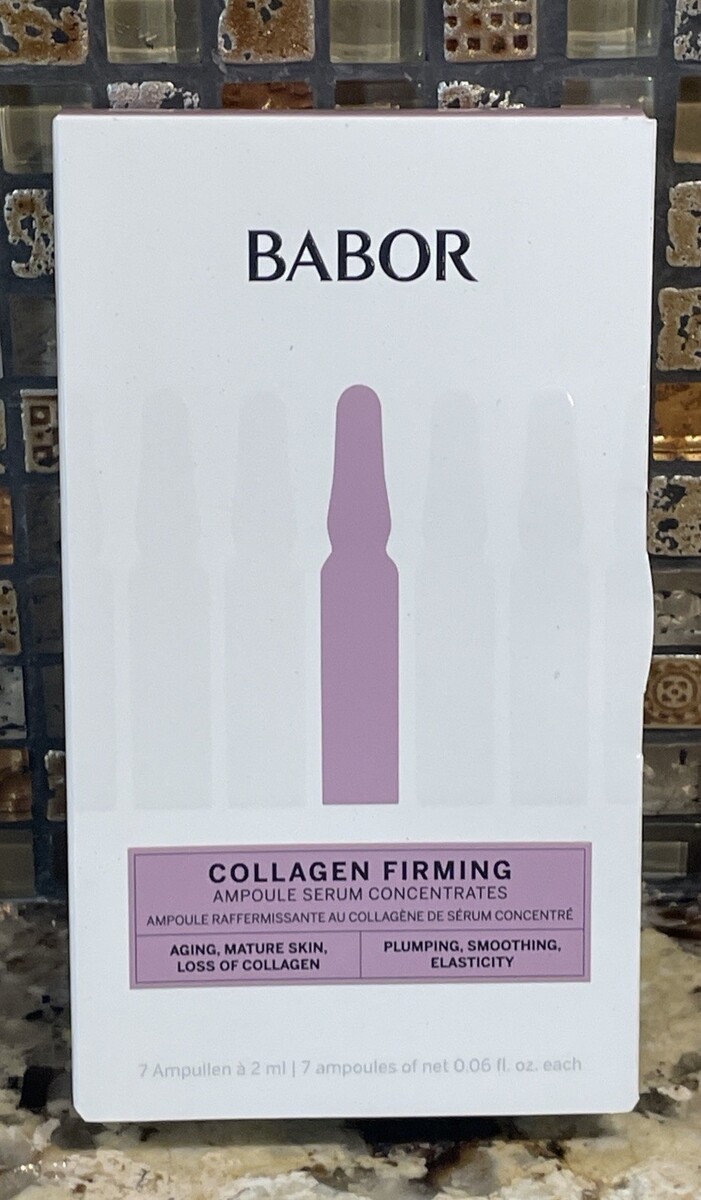 BABOR
COLLAGEN FIRMING
AMPOULE SERUM CONCENTRATES
AMPOULE RAFFERMISSANTE AU COLLAGÈNE DE SÉRUM CONCENTRÉ
AGING, MATURE SKIN,
LOSS OF COLLAGEN
PLUMPING, SMOOTHING,
ELASTICITY
7 Ampullen à 2 ml | 7 ampoules of net 0.06 fl. oz. each